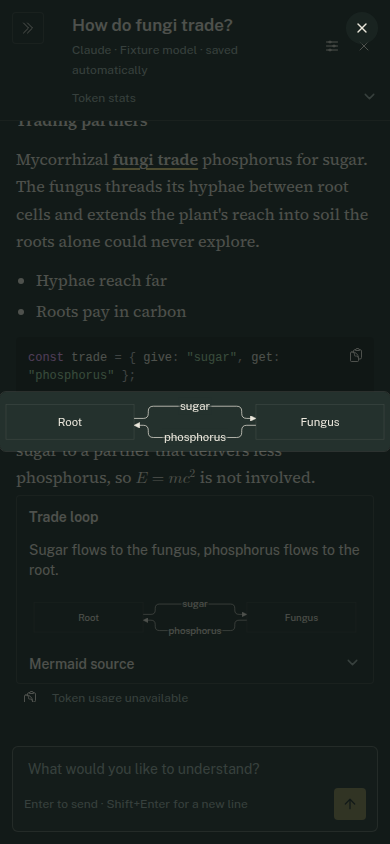 How do fungi trade?
Claude · Fixture model · saved
automatically
Token stats
Trading partners
Mycorrhizal fungi trade phosphorus for sugar.
The fungus threads its hyphae between root
cells and extends the plant's reach into soil the
roots alone could never explore.
• Hyphae reach far
• Roots pay in carbon
const trade = { give: "sugar", get:
"phosphorus" };
sugar
Root
Fungus
phosphorus
sugar to a partner that delivers less
phosphorus, so E = mc² is not involved.
Trade loop
Sugar flows to the fungus, phosphorus flows to the
root.
sugar
Root
Fungus
phosphorus
Mermaid source
Token usage unavailable
What would you like to understand?
Enter to send · Shift+Enter for a new line